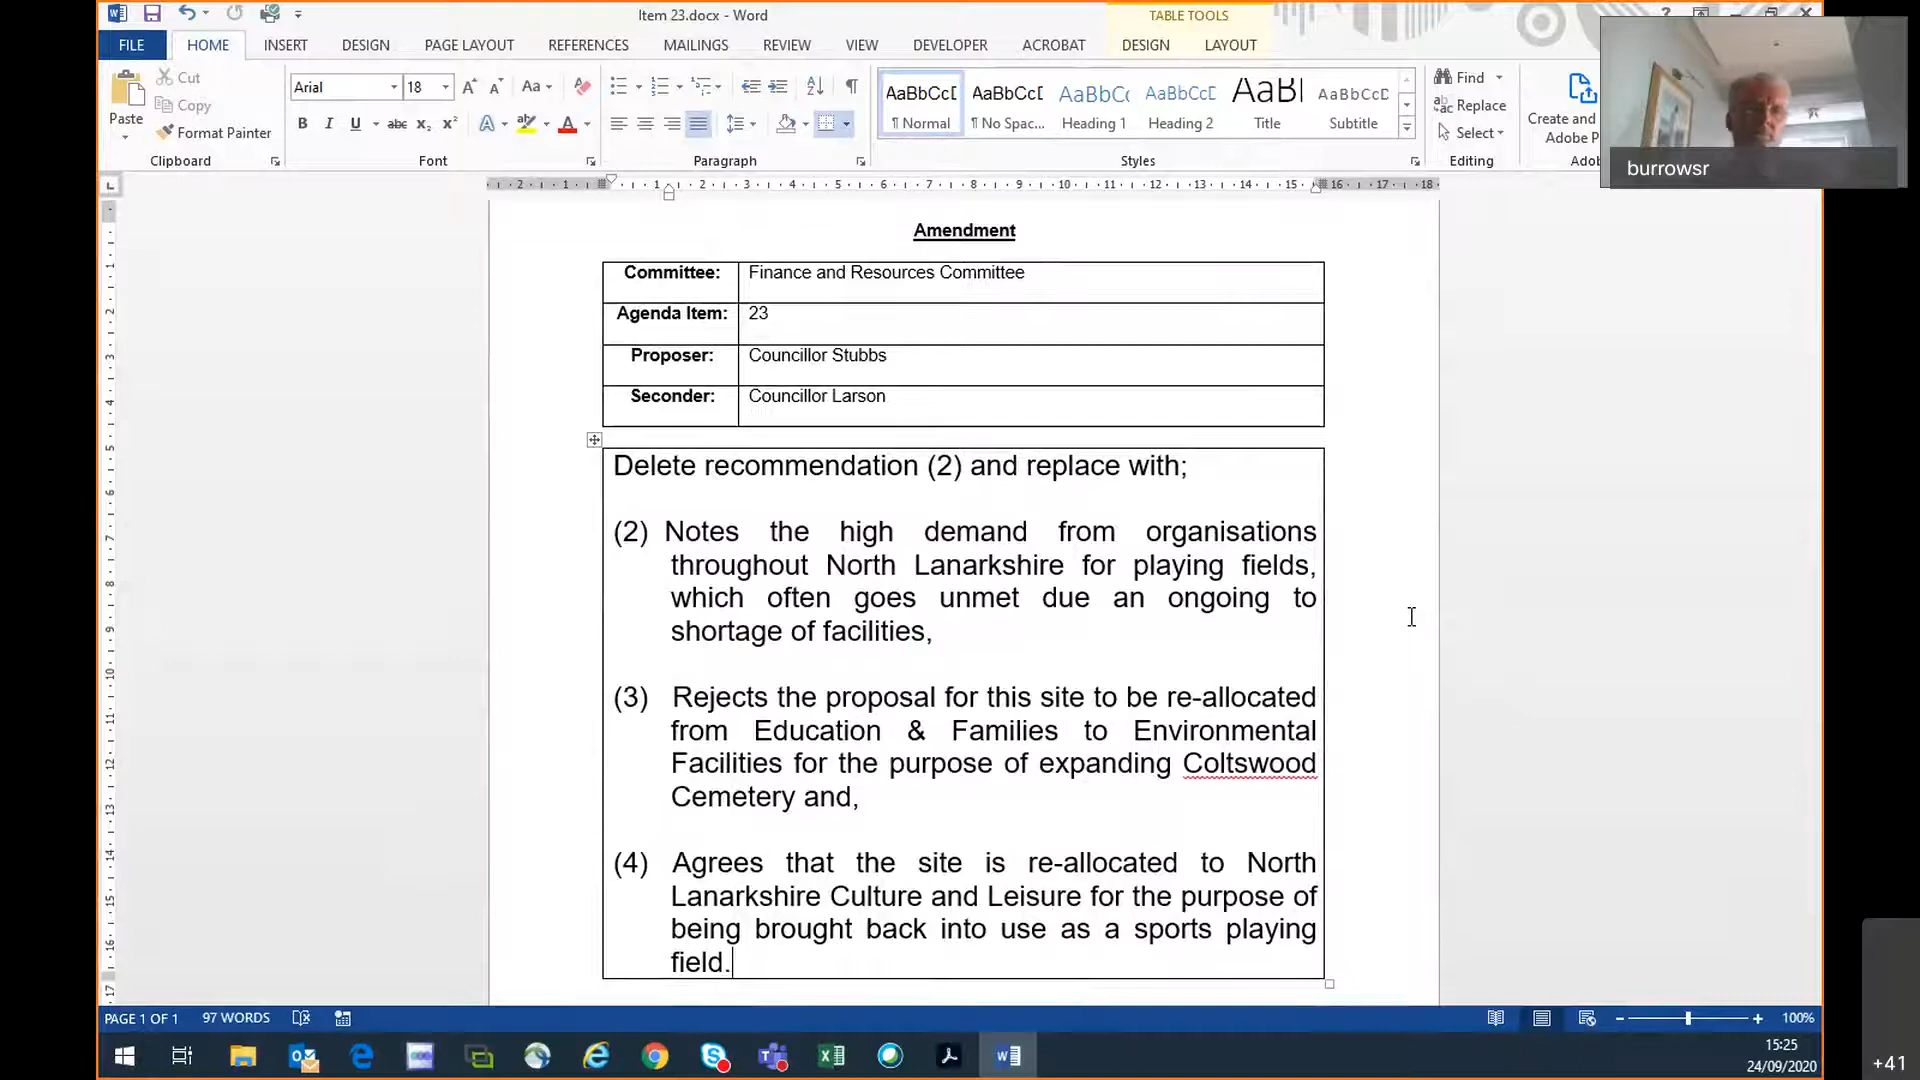 Item 23.docx - Word
TABLE TOOLS
FILE HOME INSERT DESIGN PAGE LAYOUT REFERENCES MAILINGS REVIEW VIEW DEVELOPER ACROBAT DESIGN LAYOUT
Paste
Cut
Copy
Format Painter
Clipboard
Arial 18
Font
Paragraph
AaBbCcD AaBbCcD AaBbC AaBbCcD AaBl AaBbCcD
¶ Normal ¶ No Spac... Heading 1 Heading 2 Title Subtitle
Styles
Find
Replace
Select
Editing
Create and
Adobe P
Adob
burrowsr
Amendment
Committee: Finance and Resources Committee
Agenda Item: 23
Proposer: Councillor Stubbs
Seconder: Councillor Larson
Delete recommendation (2) and replace with;
(2) Notes the high demand from organisations
throughout North Lanarkshire for playing fields,
which often goes unmet due an ongoing to
shortage of facilities,
(3) Rejects the proposal for this site to be re-allocated
from Education & Families to Environmental
Facilities for the purpose of expanding Coltswood
Cemetery and,
(4) Agrees that the site is re-allocated to North
Lanarkshire Culture and Leisure for the purpose of
being brought back into use as a sports playing
field.
PAGE 1 OF 1 97 WORDS 100%
15:25
24/09/2020
+41